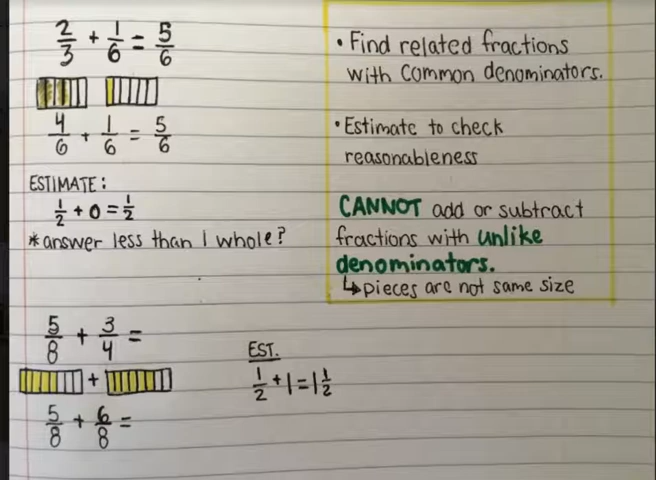 2/3 + 1/6 = 5/6
4/6 + 1/6 = 5/6
ESTIMATE:
1/2 + 0 = 1/2
*answer less than 1 whole?
• Find related fractions
with common denominators.
• Estimate to check
reasonableness
CANNOT add or subtract
fractions with unlike
denominators.
↳ pieces are not same size
5/8 + 3/4 =
+
5/8 + 6/8 =
EST.
1/2 + 1 = 1 1/2